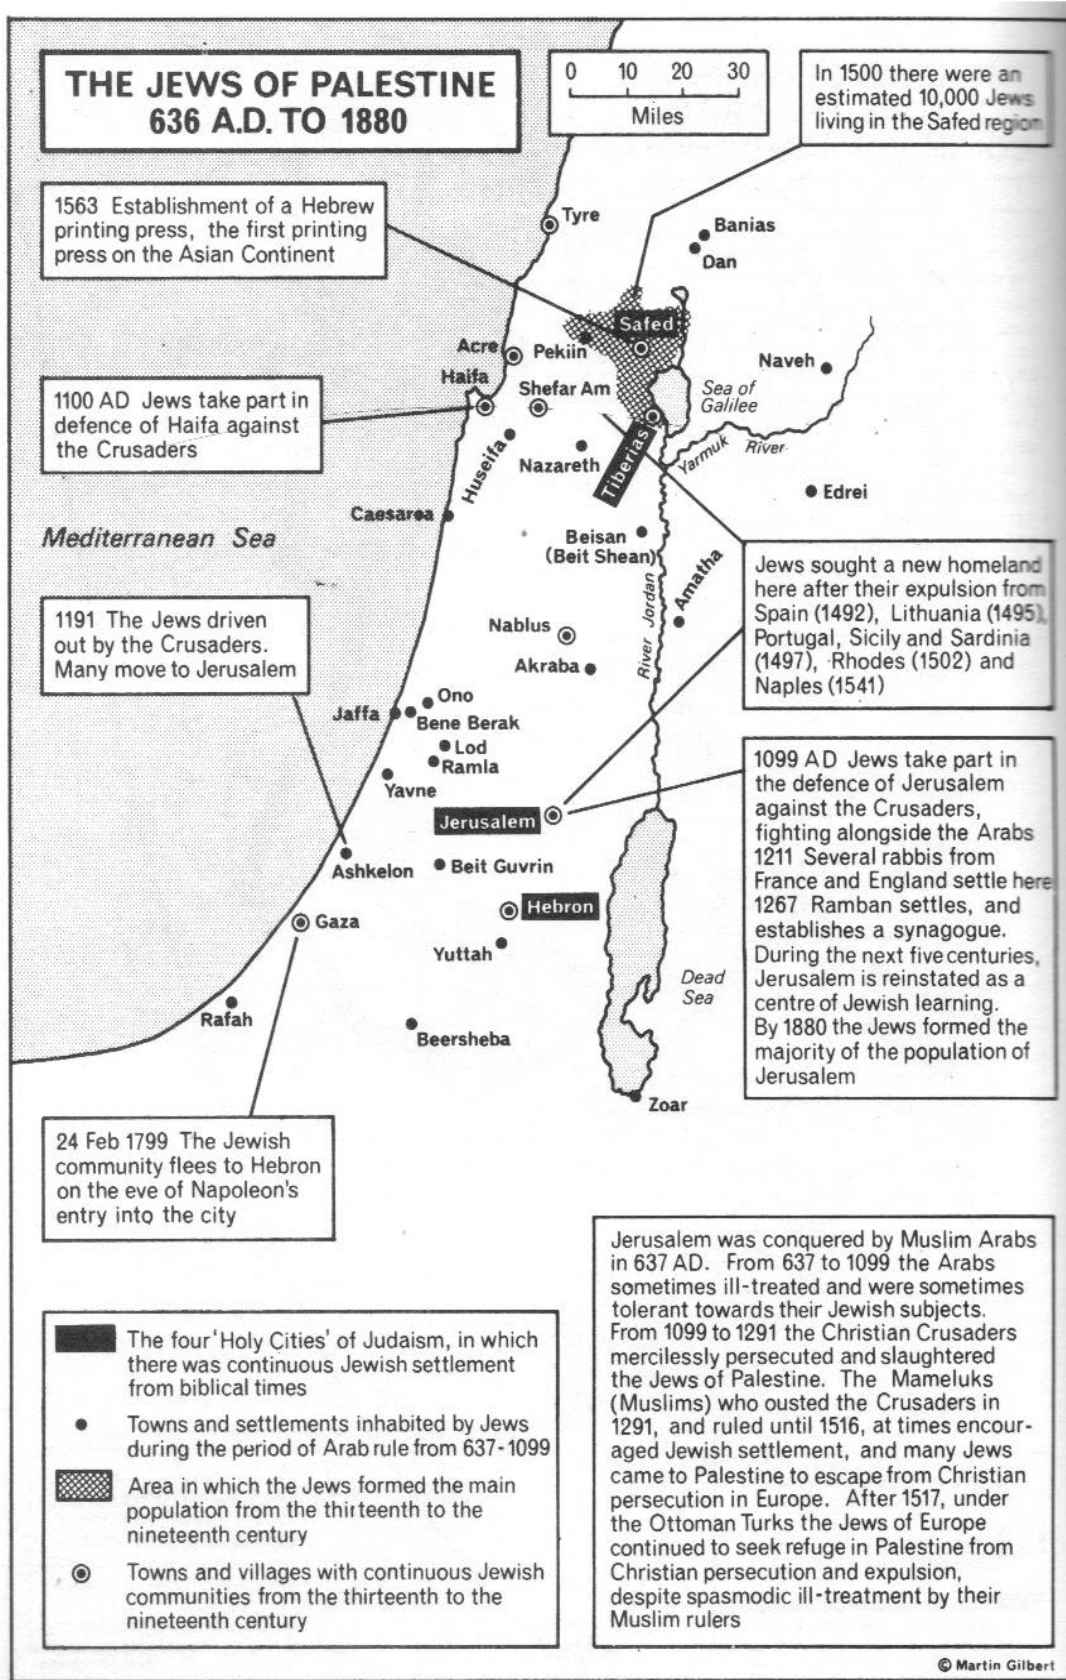 THE JEWS OF PALESTINE
636 A.D. TO 1880
0 10 20 30
Miles
In 1500 there were an
estimated 10,000 Jews
living in the Safed region
1563 Establishment of a Hebrew
printing press, the first printing
press on the Asian Continent
Tyre
Banias
Dan
Safed
Acre
Pekiin
Haifa
Naveh
Shefar Am
Sea of
Galilee
1100 AD Jews take part in
defence of Haifa against
the Crusaders
Huseifa
Nazareth
Tiberias
Yarmuk River
Edrei
Caesarea
Mediterranean Sea
Beisan
(Beit Shean)
Amatha
River Jordan
Jews sought a new homeland
here after their expulsion from
Spain (1492), Lithuania (1495),
Portugal, Sicily and Sardinia
(1497), Rhodes (1502) and
Naples (1541)
1191 The Jews driven
out by the Crusaders.
Many move to Jerusalem
Nablus
Akraba
Ono
Jaffa
Bene Berak
Lod
Ramla
Yavne
Jerusalem
1099 AD Jews take part in
the defence of Jerusalem
against the Crusaders,
fighting alongside the Arabs
1211 Several rabbis from
France and England settle here
1267 Ramban settles, and
establishes a synagogue.
During the next five centuries,
Jerusalem is reinstated as a
centre of Jewish learning.
By 1880 the Jews formed the
majority of the population of
Jerusalem
Ashkelon
Beit Guvrin
Hebron
Gaza
Yuttah
Dead
Sea
Rafah
Beersheba
Zoar
24 Feb 1799 The Jewish
community flees to Hebron
on the eve of Napoleon's
entry into the city
The four 'Holy Cities' of Judaism, in which
there was continuous Jewish settlement
from biblical times
Towns and settlements inhabited by Jews
during the period of Arab rule from 637-1099
Area in which the Jews formed the main
population from the thirteenth to the
nineteenth century
Towns and villages with continuous Jewish
communities from the thirteenth to the
nineteenth century
Jerusalem was conquered by Muslim Arabs
in 637 AD. From 637 to 1099 the Arabs
sometimes ill-treated and were sometimes
tolerant towards their Jewish subjects.
From 1099 to 1291 the Christian Crusaders
mercilessly persecuted and slaughtered
the Jews of Palestine. The Mameluks
(Muslims) who ousted the Crusaders in
1291, and ruled until 1516, at times encour-
aged Jewish settlement, and many Jews
came to Palestine to escape from Christian
persecution in Europe. After 1517, under
the Ottoman Turks the Jews of Europe
continued to seek refuge in Palestine from
Christian persecution and expulsion,
despite spasmodic ill-treatment by their
Muslim rulers
© Martin Gilbert